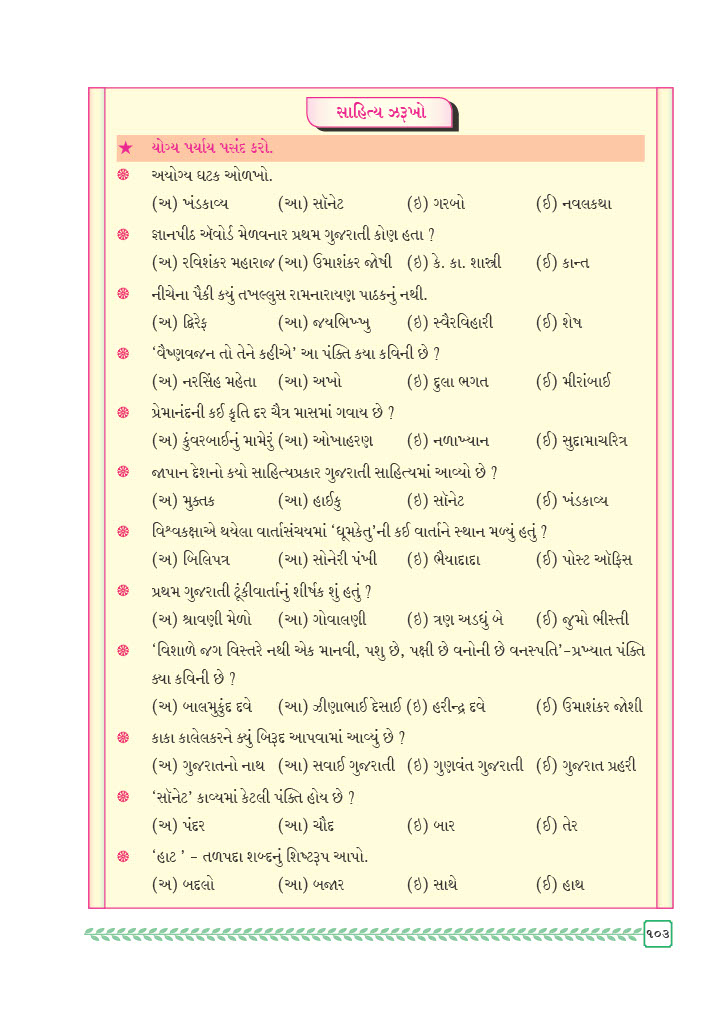 સાહિત્ય ઝરૂખો
★ યોગ્ય પર્યાય પસંદ કરો.
અયોગ્ય ઘટક ઓળખો.
(અ) ખંડકાવ્ય (આ) સૉનેટ (ઇ) ગરબો (ઈ) નવલકથા
જ્ઞાનપીઠ ઍવોર્ડ મેળવનાર પ્રથમ ગુજરાતી કોણ હતા ?
(અ) રવિશંકર મહારાજ (આ) ઉમાશંકર જોષી (ઇ) કે. કા. શાસ્ત્રી (ઈ) કાન્ત
નીચેના પૈકી કયું તખલ્લુસ રામનારાયણ પાઠકનું નથી.
(અ) દ્વિરેફ (આ) જયભિખ્ખુ (ઇ) સ્વૈરવિહારી (ઈ) શેષ
‘વૈષ્ણવજન તો તેને કહીએ’ આ પંક્તિ કયા કવિની છે ?
(અ) નરસિંહ મહેતા (આ) અખો (ઇ) દુલા ભગત (ઈ) મીરાંબાઈ
પ્રેમાનંદની કઈ કૃતિ દર ચૈત્ર માસમાં ગવાય છે ?
(અ) કુંવરબાઈનું મામેરું (આ) ઓખાહરણ (ઇ) નળાખ્યાન (ઈ) સુદામાચરિત્ર
જાપાન દેશનો કયો સાહિત્યપ્રકાર ગુજરાતી સાહિત્યમાં આવ્યો છે ?
(અ) મુક્તક (આ) હાઈકુ (ઇ) સૉનેટ (ઈ) ખંડકાવ્ય
વિશ્વકક્ષાએ થયેલા વાર્તાસંચયમાં ‘ધૂમકેતુ’ની કઈ વાર્તાને સ્થાન મળ્યું હતું ?
(અ) બિલિપત્ર (આ) સોનેરી પંખી (ઇ) ભૈયાદાદા (ઈ) પોસ્ટ ઑફિસ
પ્રથમ ગુજરાતી ટૂંકીવાર્તાનું શીર્ષક શું હતું ?
(અ) શ્રાવણી મેળો (આ) ગોવાલણી (ઇ) ત્રણ અડધું બે (ઈ) જુમો ભીસ્તી
‘વિશાળે જગ વિસ્તરે નથી એક માનવી, પશુ છે, પક્ષી છે વનોની છે વનસ્પતિ’–પ્રખ્યાત પંક્તિ
ક્યા કવિની છે ?
(અ) બાલમુકુંદ દવે (આ) ઝીણાભાઈ દેસાઈ (ઇ) હરીન્દ્ર દવે (ઈ) ઉમાશંકર જોશી
કાકા કાલેલકરને ક્યું બિરૂદ આપવામાં આવ્યું છે ?
(અ) ગુજરાતનો નાથ (આ) સવાઈ ગુજરાતી (ઇ) ગુણવંત ગુજરાતી (ઈ) ગુજરાત પ્રહરી
‘સૉનેટ’ કાવ્યમાં કેટલી પંક્તિ હોય છે ?
(અ) પંદર (આ) ચૌદ (ઇ) બાર (ઈ) તેર
‘હાટ ’ – તળપદા શબ્દનું શિષ્ટરૂપ આપો.
(અ) બદલો (આ) બજાર (ઇ) સાથે (ઈ) હાથ
૧૦૩